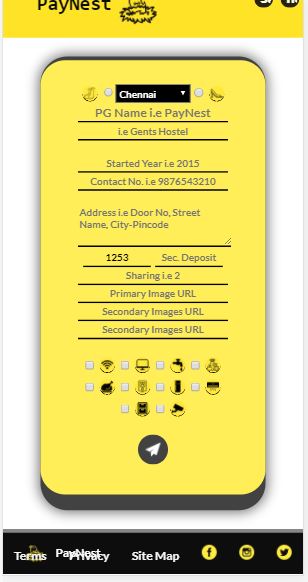 PayNest
Chennai
PG Name i.e PayNest
i.e Gents Hostel
Started Year i.e 2015
Contact No. i.e 9876543210
Address i.e Door No, Street
Name, City-Pincode
1253 Sec. Deposit
Sharing i.e 2
Primary Image URL
Secondary Images URL
Secondary Images URL
Terms PayNest Privacy Site Map